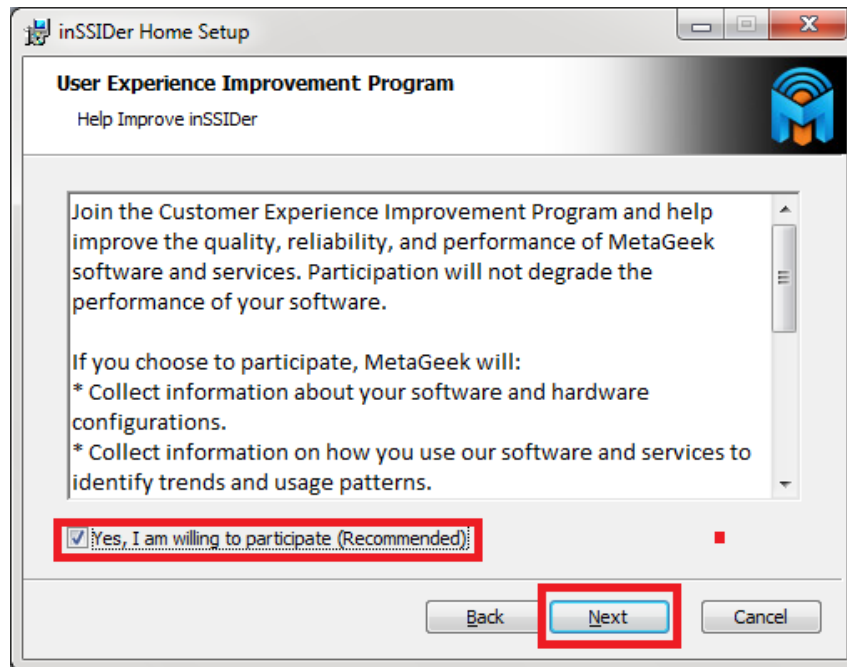 inSSIDer Home Setup
User Experience Improvement Program
Help Improve inSSIDer
Join the Customer Experience Improvement Program and help
improve the quality, reliability, and performance of MetaGeek
software and services. Participation will not degrade the
performance of your software.
If you choose to participate, MetaGeek will:
* Collect information about your software and hardware
configurations.
* Collect information on how you use our software and services to
identify trends and usage patterns.
Yes, I am willing to participate (Recommended)
Back Next Cancel